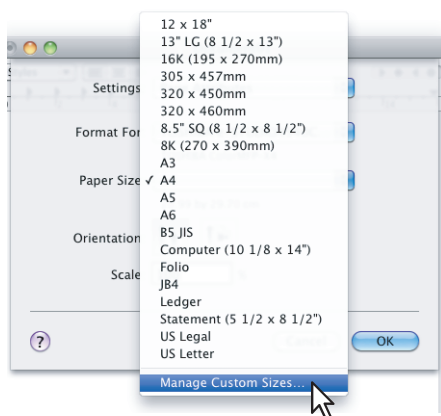 12 x 18"
13" LG (8 1/2 x 13")
16K (195 x 270mm)
305 x 457mm
Settings
320 x 450mm
320 x 460mm
Format For
8.5" SQ (8 1/2 x 8 1/2")
8K (270 x 390mm)
A3
Paper Size ✓ A4
A5
A6
Orientation
B5 JIS
Computer (10 1/8 x 14")
Scale
Folio
JB4
Ledger
Statement (5 1/2 x 8 1/2")
US Legal
? OK
US Letter
Manage Custom Sizes...